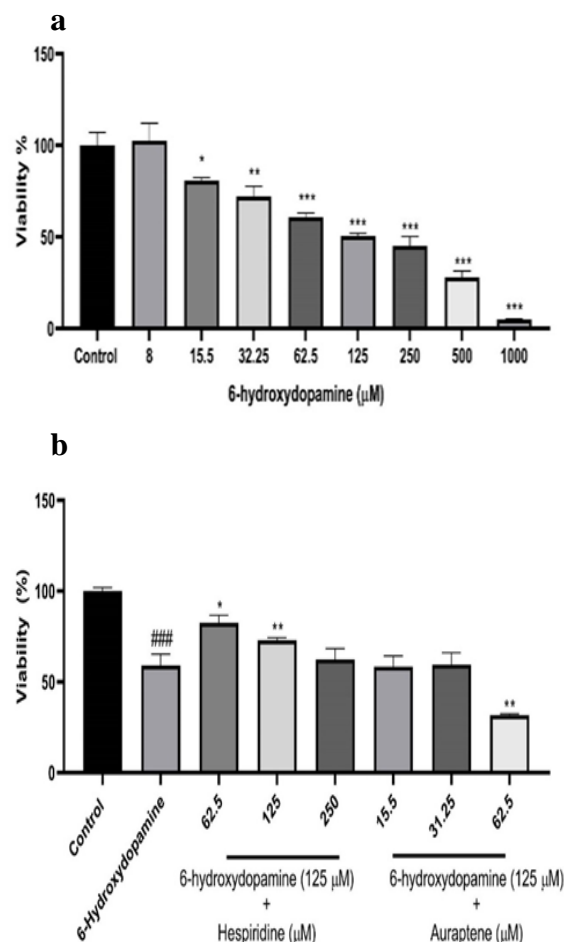 a
150
100
50
0
Viability %
*
**
***
***
***
***
***
Control 8 15.5 32.25 62.5 125 250 500 1000
6-hydroxydopamine (μM)
b
150
100
50
0
Viability (%)
###
*
**
**
Control 6-Hydroxydopamine 62.5 125 250 15.5 31.25 62.5
6-hydroxydopamine (125 μM) 6-hydroxydopamine (125 μM)
+ +
Hespiridine (μM) Auraptene (μM)